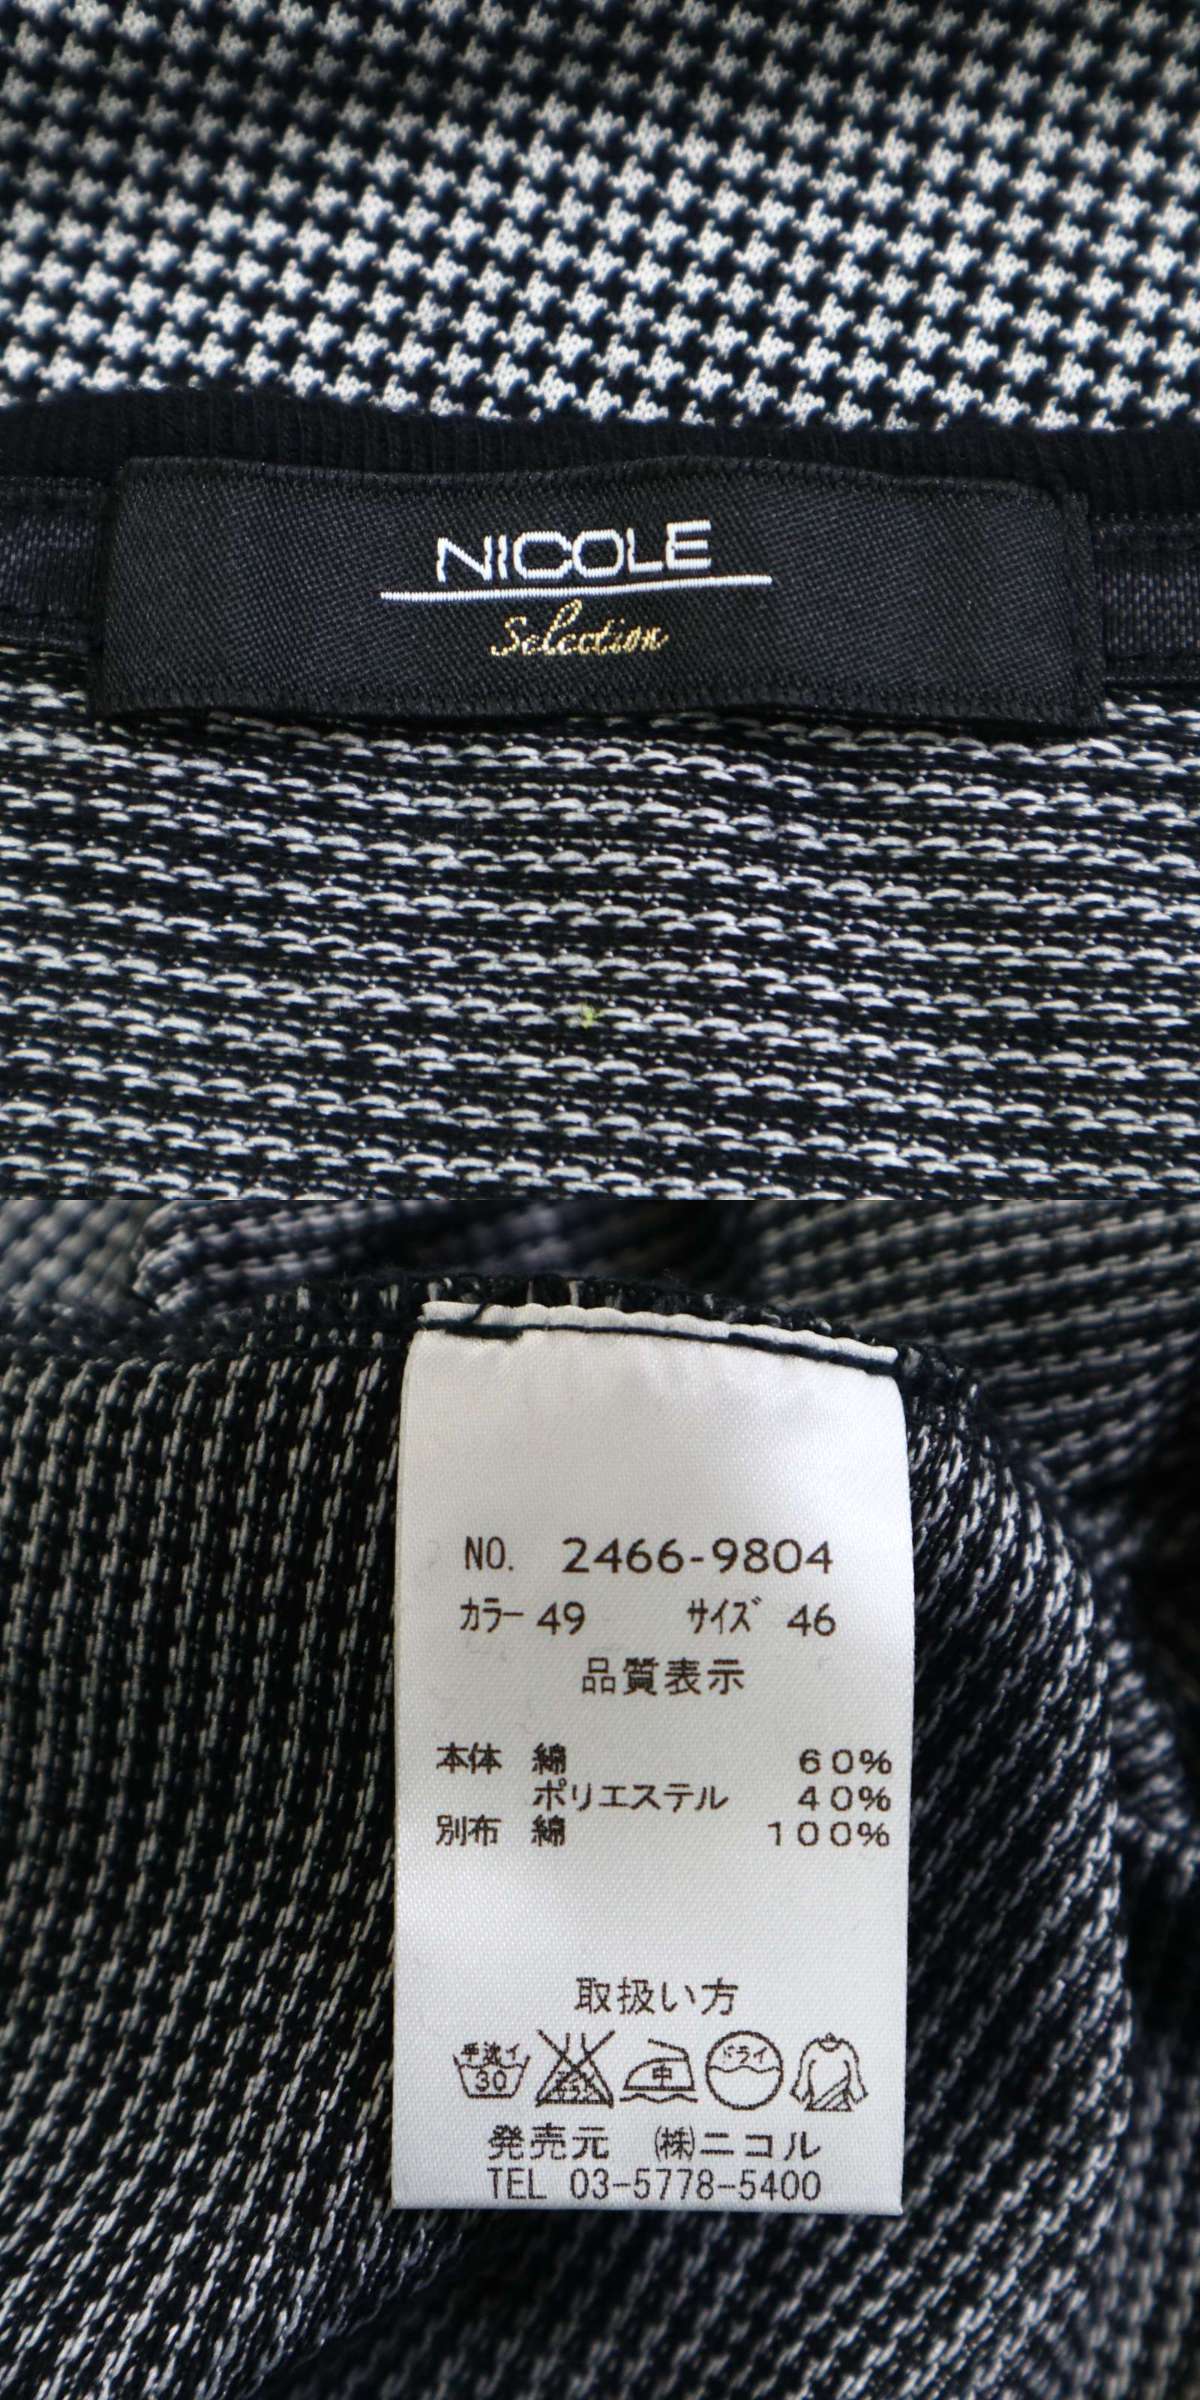 NICOLE
Selection
NO. 2466-9804
カラー 49 サイズ 46
品質表示
本体 綿 60%
ポリエステル 40%
別布 綿 100%
取扱い方
手洗イ
30
中
ドライ
発売元 (株)ニコル
TEL 03-5778-5400